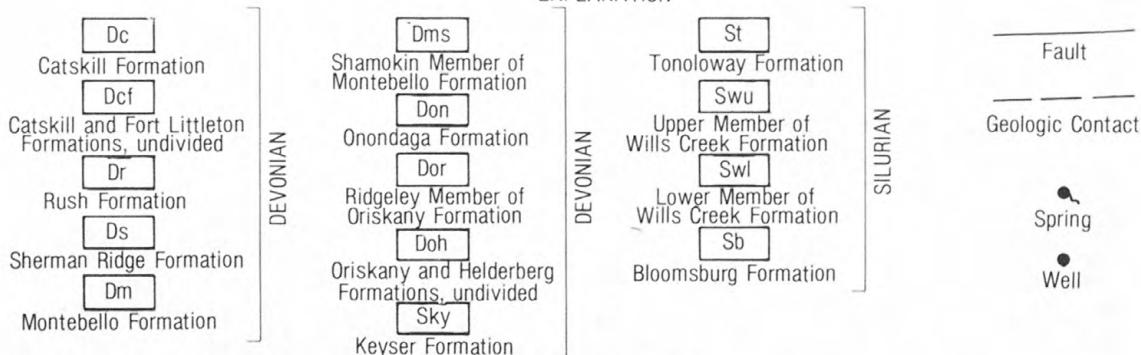 EXPLANATION
Dc
Catskill Formation
Dcf
Catskill and Fort Littleton
Formations, undivided
Dr
Rush Formation
Ds
Sherman Ridge Formation
Dm
Montebello Formation
DEVONIAN
Dms
Shamokin Member of
Montebello Formation
Don
Onondaga Formation
Dor
Ridgeley Member of
Oriskany Formation
Doh
Oriskany and Helderberg
Formations, undivided
Sky
Keyser Formation
DEVONIAN
St
Tonoloway Formation
Swu
Upper Member of
Wills Creek Formation
Swl
Lower Member of
Wills Creek Formation
Sb
Bloomsburg Formation
SILURIAN
Fault
Geologic Contact
Spring
Well